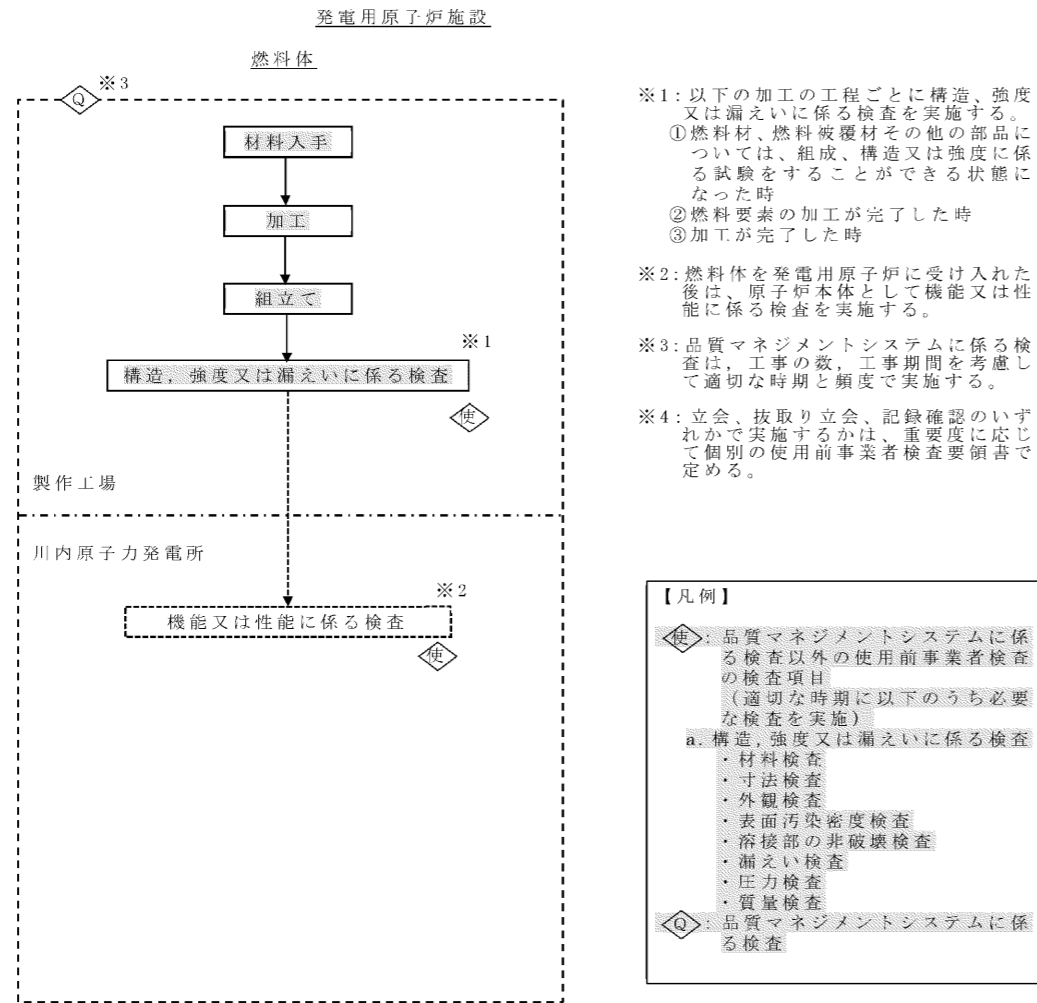 発電用原子炉施設
燃料体
Q
※3
材料入手
加工
組立て
※1
構造，強度又は漏えいに係る検査
使
製作工場
川内原子力発電所
※2
機能又は性能に係る検査
使
※1:以下の加工の工程ごとに構造、強度
又は漏えいに係る検査を実施する。
①燃料材、燃料被覆材その他の部品に
ついては、組成、構造又は強度に係
る試験をすることができる状態に
なった時
②燃料要素の加工が完了した時
③加工が完了した時
※2:燃料体を発電用原子炉に受け入れた
後は、原子炉本体として機能又は性
能に係る検査を実施する。
※3:品質マネジメントシステムに係る検
査は，工事の数，工事期間を考慮し
て適切な時期と頻度で実施する。
※4:立会、抜取り立会、記録確認のいず
れかで実施するかは、重要度に応じ
て個別の使用前事業者検査要領書で
定める。
【凡例】
使:品質マネジメントシステムに係
る検査以外の使用前事業者検査
の検査項目
（適切な時期に以下のうち必要
な検査を実施）
a.構造,強度又は漏えいに係る検査
・材料検査
・寸法検査
・外観検査
・表面汚染密度検査
・溶接部の非破壊検査
・漏えい検査
・圧力検査
・質量検査
Q:品質マネジメントシステムに係
る検査